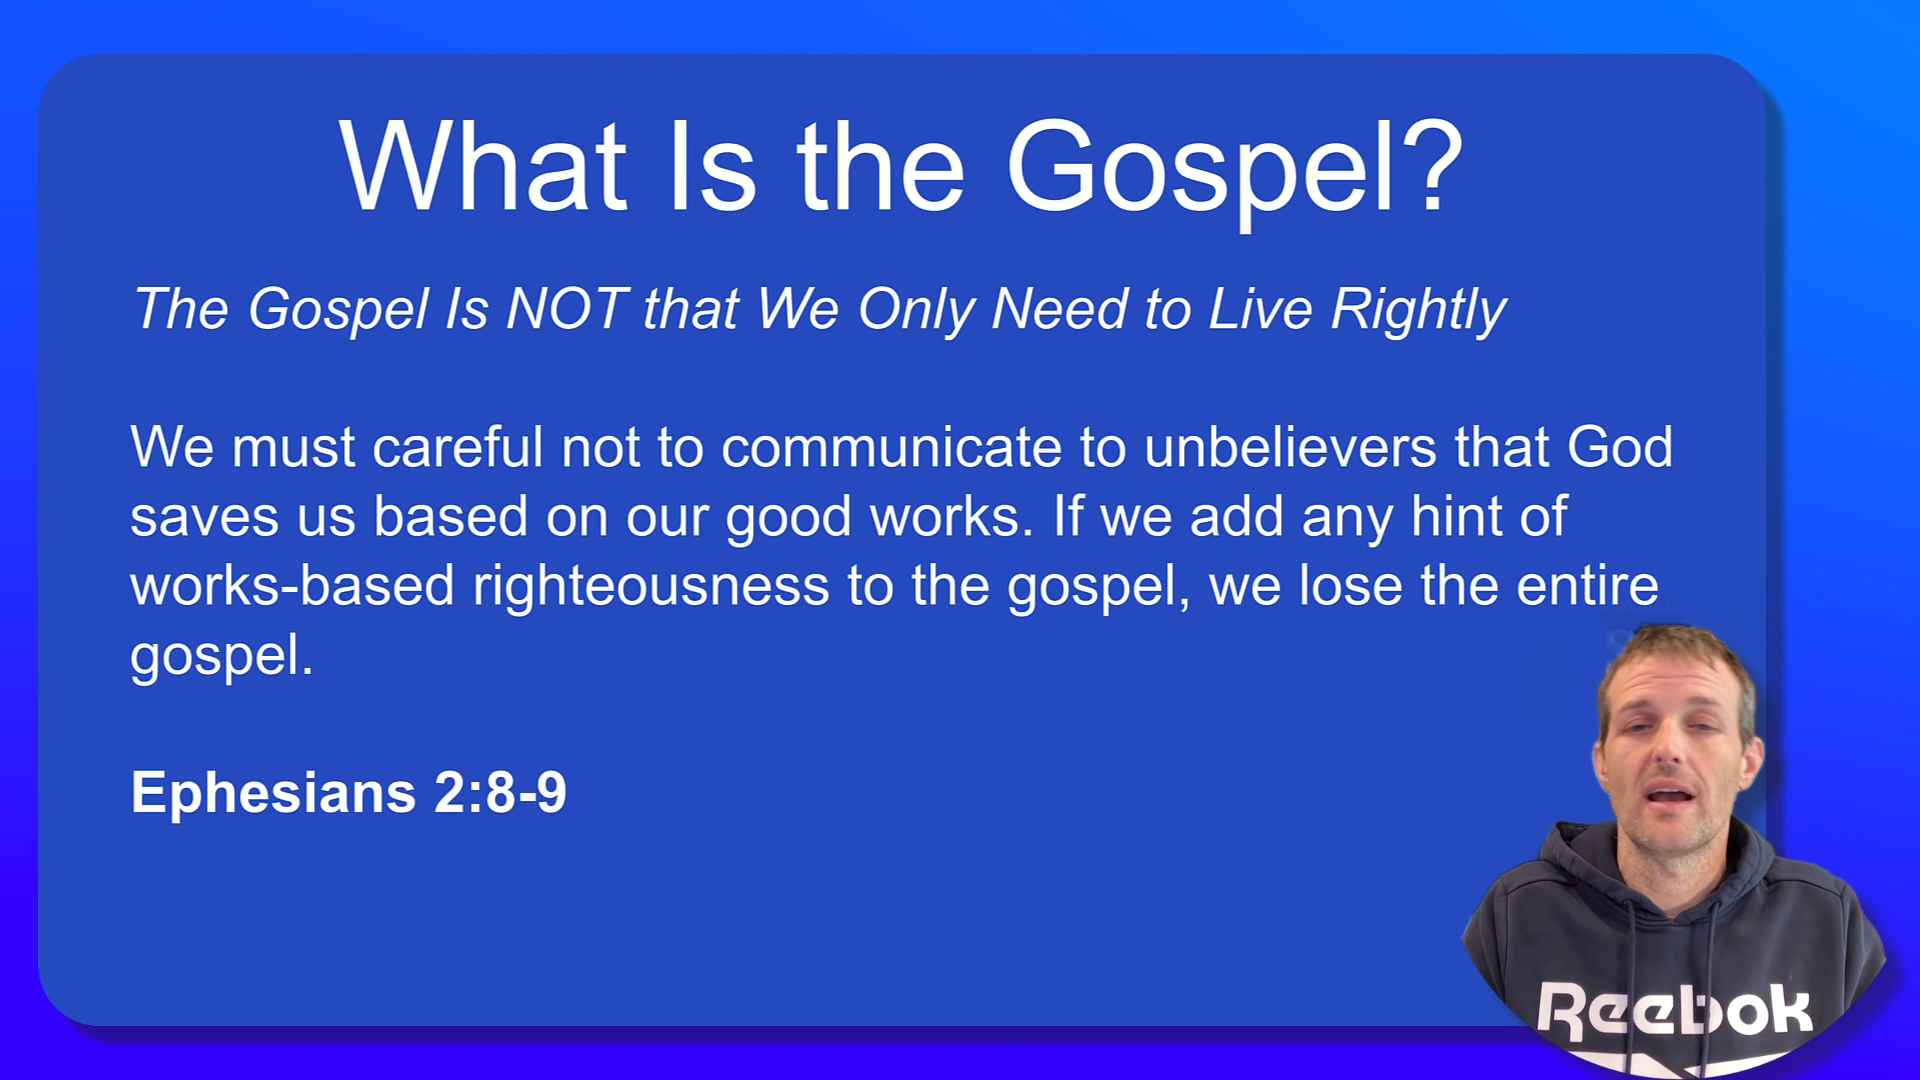 What Is the Gospel?
The Gospel Is NOT that We Only Need to Live Rightly
We must careful not to communicate to unbelievers that God
saves us based on our good works. If we add any hint of
works-based righteousness to the gospel, we lose the entire
gospel.
Ephesians 2:8-9
Reebok